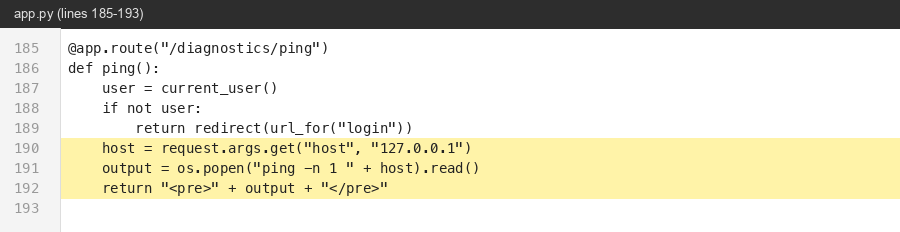 app.py (lines 185-193)
185 @app.route("/diagnostics/ping")
186 def ping():
187     user = current_user()
188     if not user:
189         return redirect(url_for("login"))
190     host = request.args.get("host", "127.0.0.1")
191     output = os.popen("ping -n 1 " + host).read()
192     return "<pre>" + output + "</pre>"
193